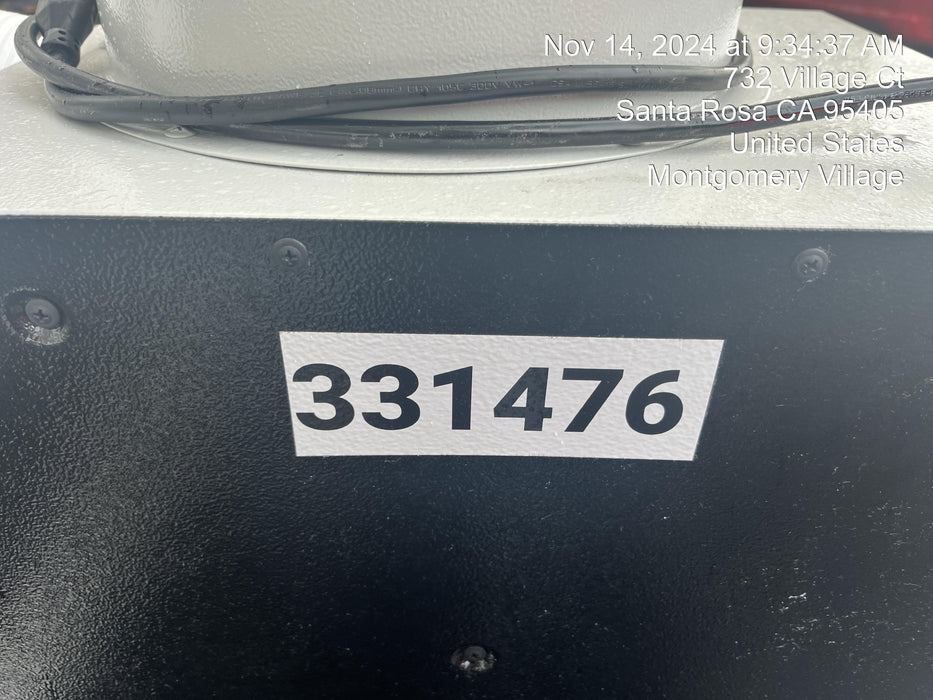 Nov 14, 2024 at 9:34:37 AM
732 Village Ct
Santa Rosa CA 95405
United States
Montgomery Village
331476